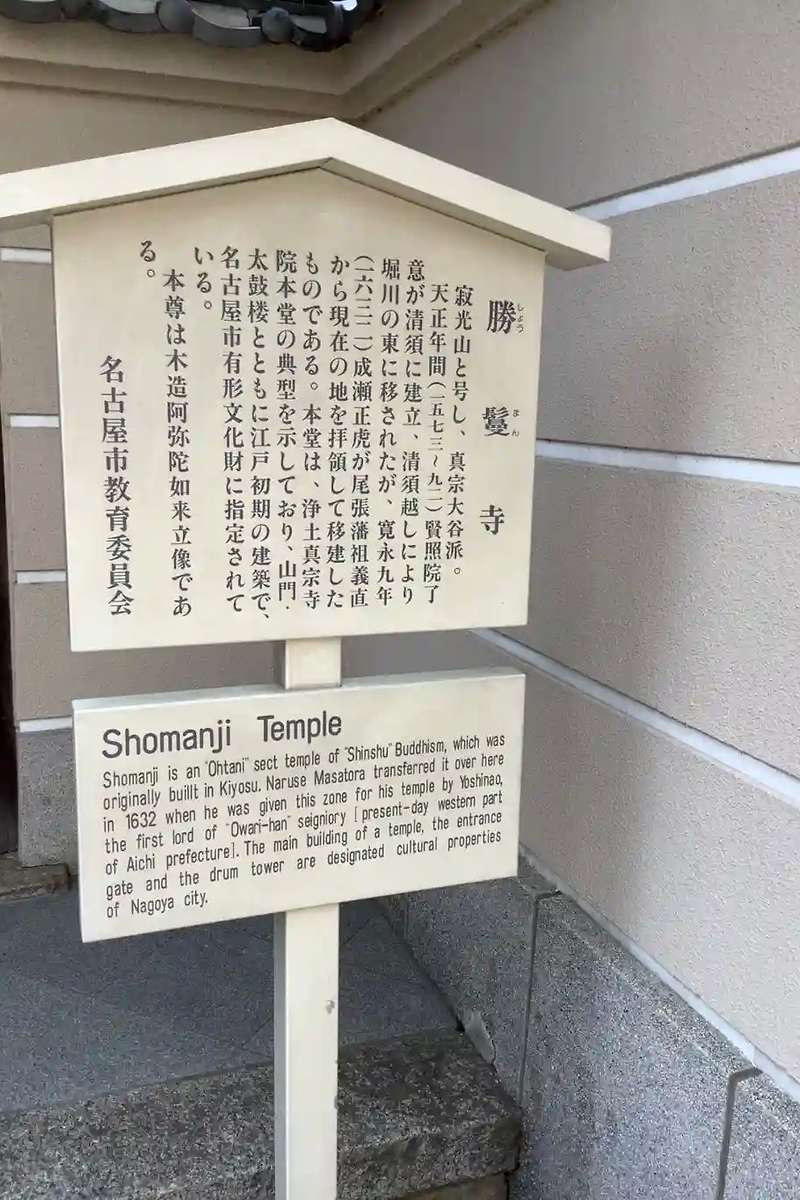 勝鬘寺
しょうまん
寂光山と号し、真宗大谷派。
天正年間(一五七三～九二)賢照院了
意が清須に建立、清須越しにより
堀川の東に移されたが、寛永九年
(一六三二)成瀬正虎が尾張藩祖義直
から現在の地を拝領して移建した
ものである。本堂は、浄土真宗寺
院本堂の典型を示しており、山門・
太鼓楼とともに江戸初期の建築で、
名古屋市有形文化財に指定されて
いる。
本尊は木造阿弥陀如来立像であ
る。
名古屋市教育委員会
Shomanji Temple
Shomanji is an "Ohtani" sect temple of "Shinshu" Buddhism, which was
originally buillt in Kiyosu. Naruse Masatora transferred it over here
in 1632 when he was given this zone for his temple by Yoshinao,
the first lord of "Owari-han" seigniory [present-day western part
of Aichi prefecture]. The main building of a temple, the entrance
gate and the drum tower are designated cultural properties
of Nagoya city.